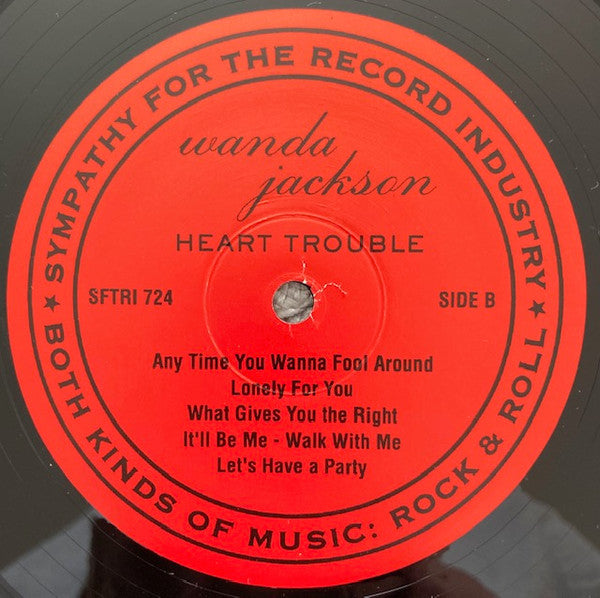 SYMPATHY FOR THE RECORD INDUSTRY
wanda
jackson
HEART TROUBLE
SFTRI 724
SIDE B
Any Time You Wanna Fool Around
Lonely For You
What Gives You the Right
It'll Be Me - Walk With Me
Let's Have a Party
★ BOTH KINDS OF MUSIC: ROCK & ROLL ★